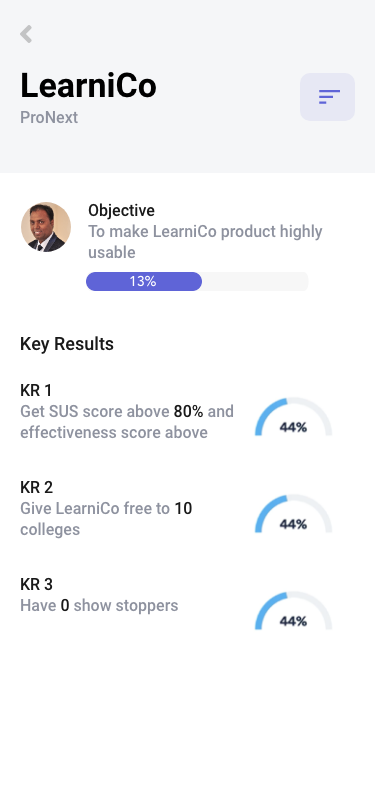 LearniCo
ProNext
Objective
To make LearniCo product highly
usable
13%
Key Results
KR 1
Get SUS score above 80% and
effectiveness score above
44%
KR 2
Give LearniCo free to 10
colleges
44%
KR 3
Have 0 show stoppers
44%